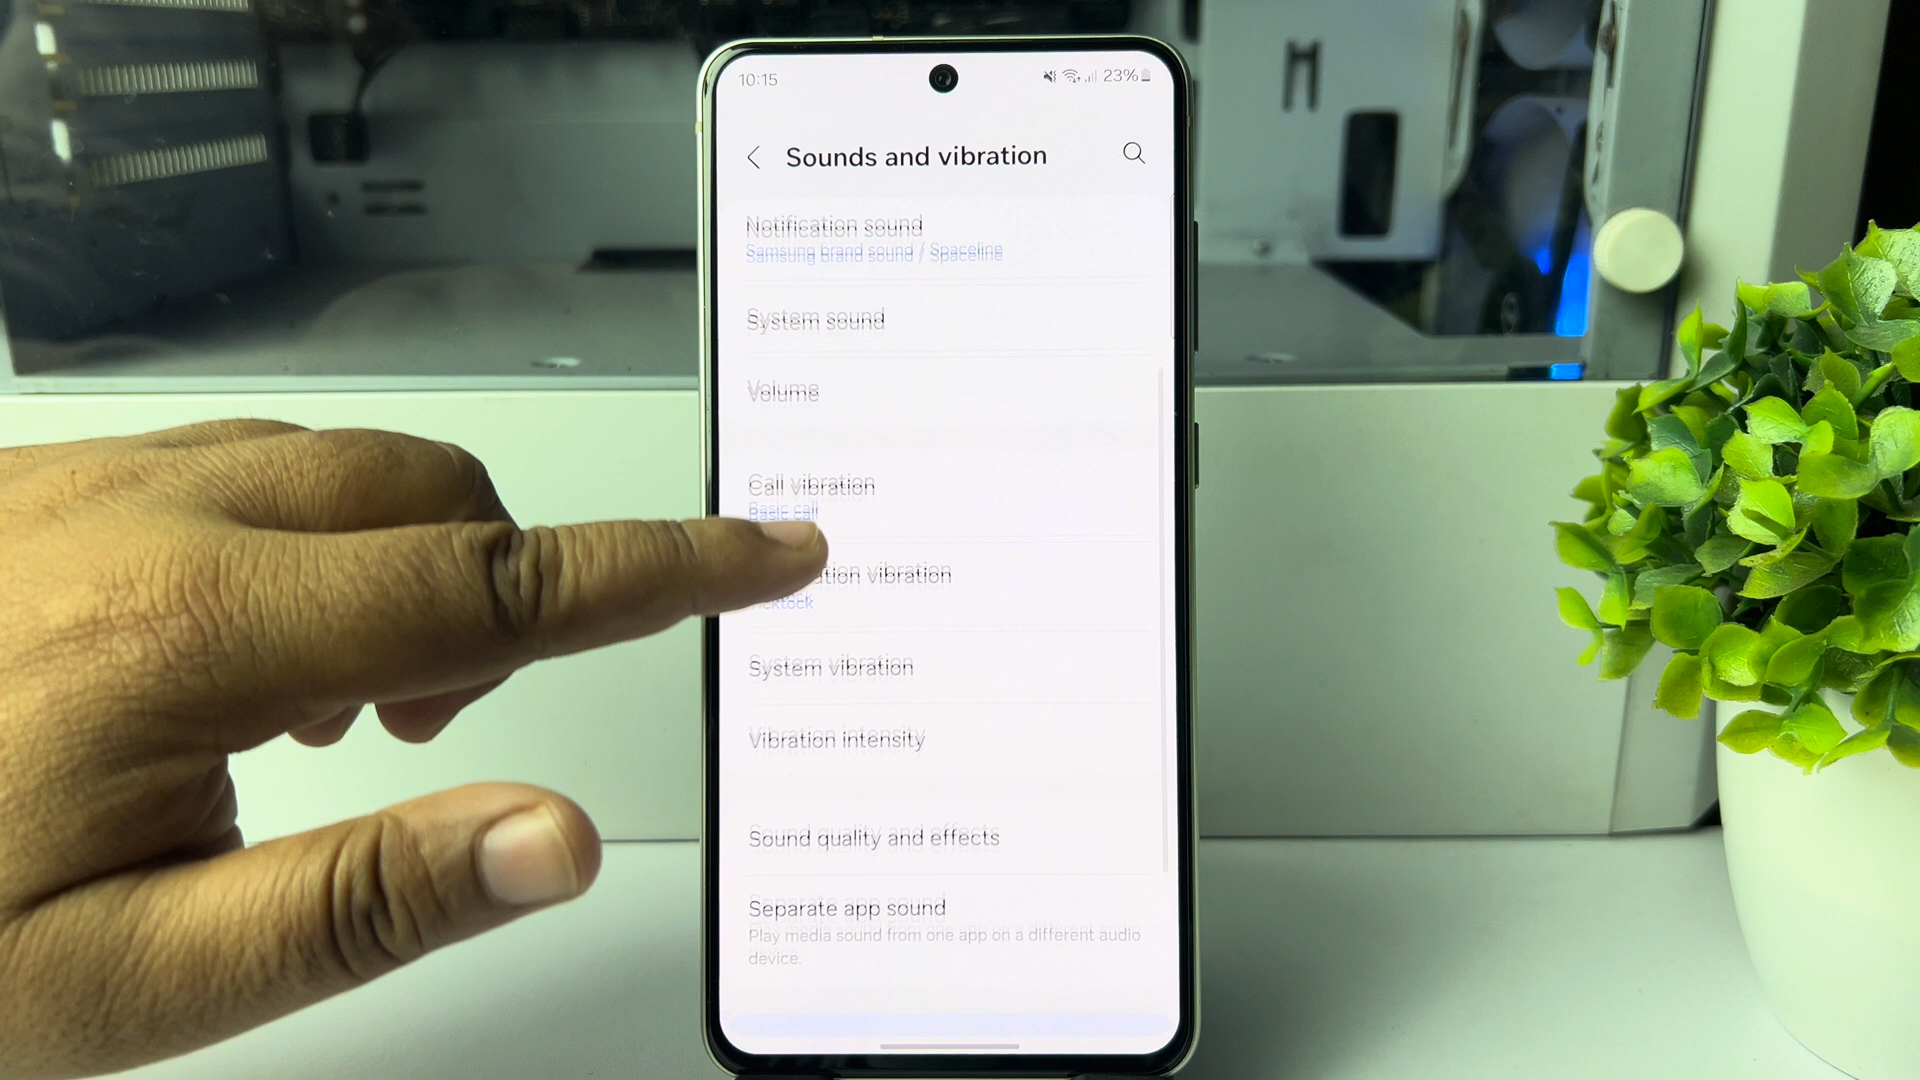 10:15
23%
Sounds and vibration
Notification sound
Samsung brand sound / Spaceline
System sound
Volume
Call vibration
Basic call
vibration
System vibration
Vibration intensity
Sound quality and effects
Separate app sound
Play media sound from one app on a different audio
device.